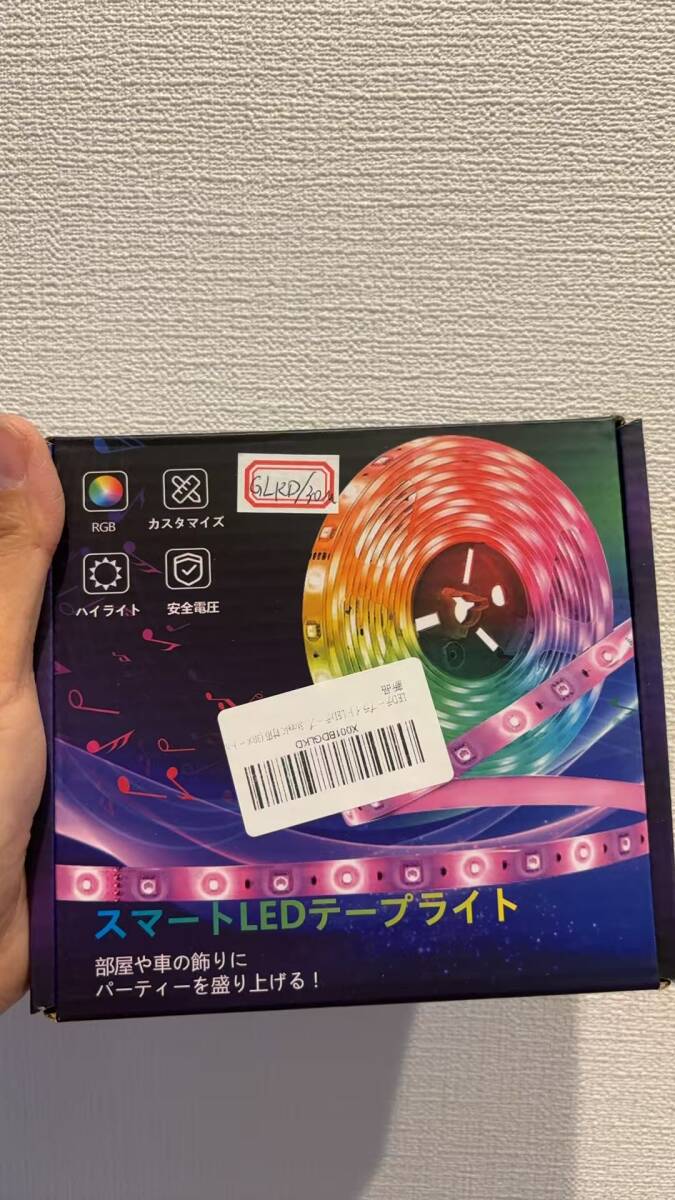 RGB
カスタマイズ
GLKD/30m
ハイライト
安全電圧
X001BDGLKD
新品
スマートLEDテープライト
部屋や車の飾りに
パーティーを盛り上げる！